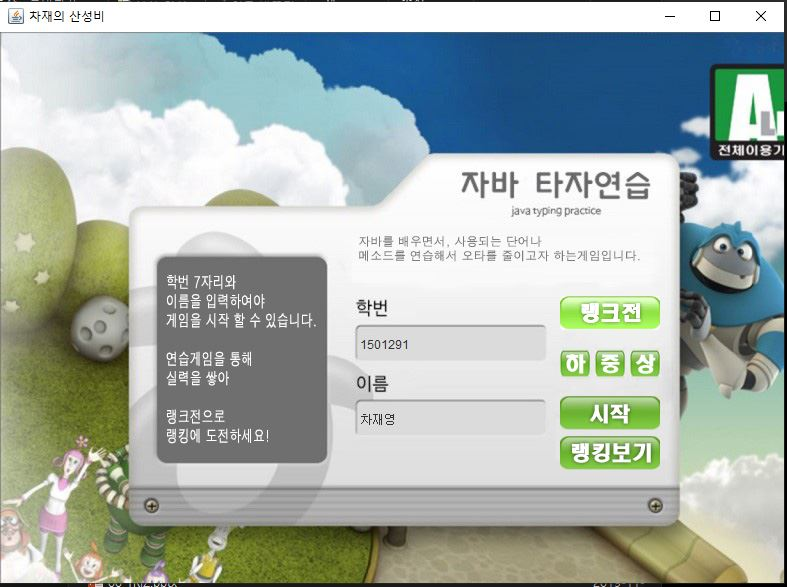 차재의 산성비
전체이용가
자바 타자연습
java typing practice
자바를 배우면서, 사용되는 단어나
메소드를 연습해서 오타를 줄이고자 하는게임입니다.
학번 7자리와
이름을 입력하여야
게임을 시작 할 수 있습니다.
연습게임을 통해
실력을 쌓아
랭크전으로
랭킹에 도전하세요!
학번
1501291
이름
차재영
랭크전
하 중 상
시작
랭킹보기